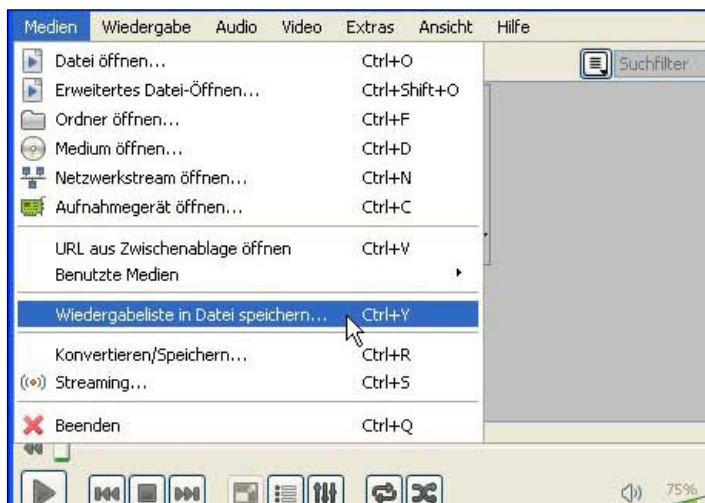 Medien Wiedergabe Audio Video Extras Ansicht Hilfe
Datei öffnen... Ctrl+O
Suchfilter
Erweitertes Datei-Öffnen... Ctrl+Shift+O
Ordner öffnen... Ctrl+F
Medium öffnen... Ctrl+D
Netzwerkstream öffnen... Ctrl+N
Aufnahmegerät öffnen... Ctrl+C
URL aus Zwischenablage öffnen Ctrl+V
Benutzte Medien
Wiedergabeliste in Datei speichern... Ctrl+Y
Konvertieren/Speichern... Ctrl+R
Streaming... Ctrl+S
Beenden Ctrl+Q
75%